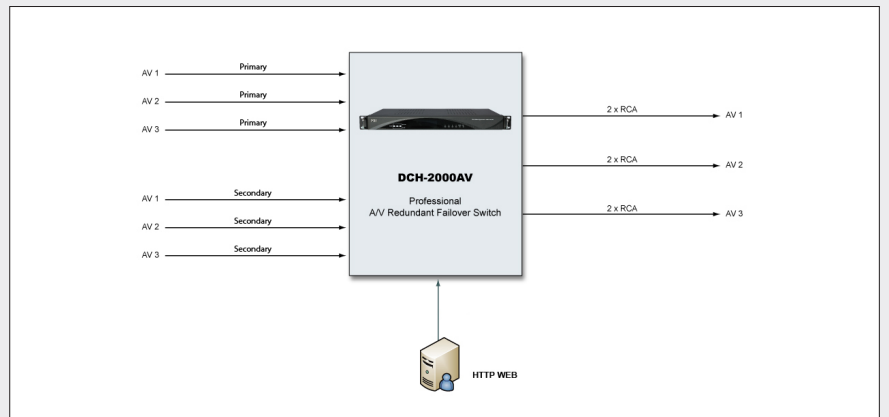 AV 1
Primary
AV 2
Primary
AV 3
Primary
AV 1
Secondary
AV 2
Secondary
AV 3
Secondary
DCH-2000AV
Professional
A/V Redundant Failover Switch
2 x RCA
AV 1
2 x RCA
AV 2
2 x RCA
AV 3
HTTP WEB